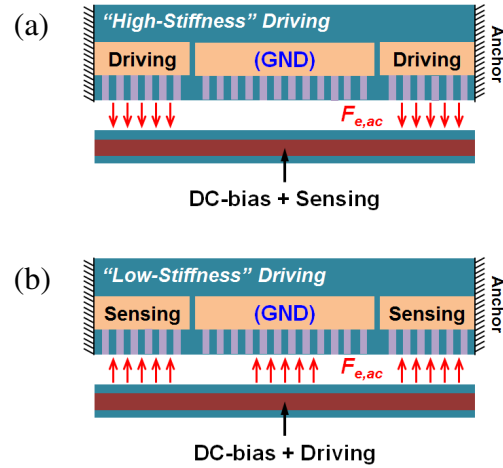 (a)
“High-Stiffness” Driving
Driving
(GND)
Driving
Anchor
Fe,ac
DC-bias + Sensing
(b)
“Low-Stiffness” Driving
Sensing
(GND)
Sensing
Anchor
Fe,ac
DC-bias + Driving